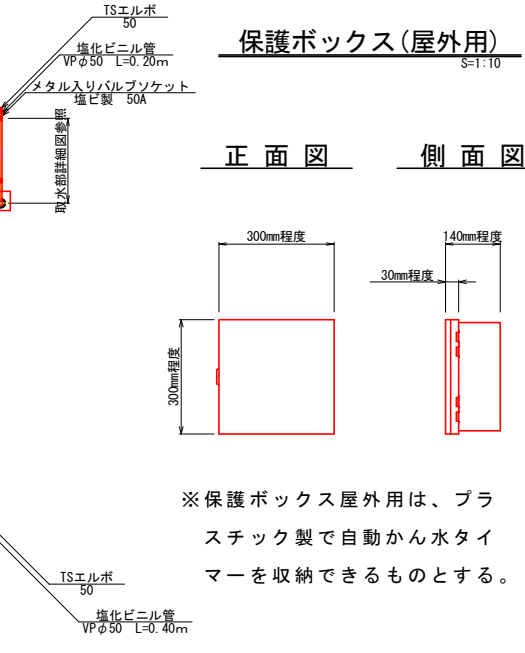 TSエルボ
50
塩化ビニル管
VPφ50 L=0.20m
メタル入りバルブソケット
塩ビ製 50A
取水部詳細図参照
保護ボックス(屋外用)
S=1:10
正面図
側面図
300mm程度
140mm程度
30mm程度
300mm程度
※保護ボックス屋外用は、プラ
スチック製で自動かん水タイ
マーを収納できるものとする。
TSエルボ
50
塩化ビニル管
VPφ50 L=0.40m